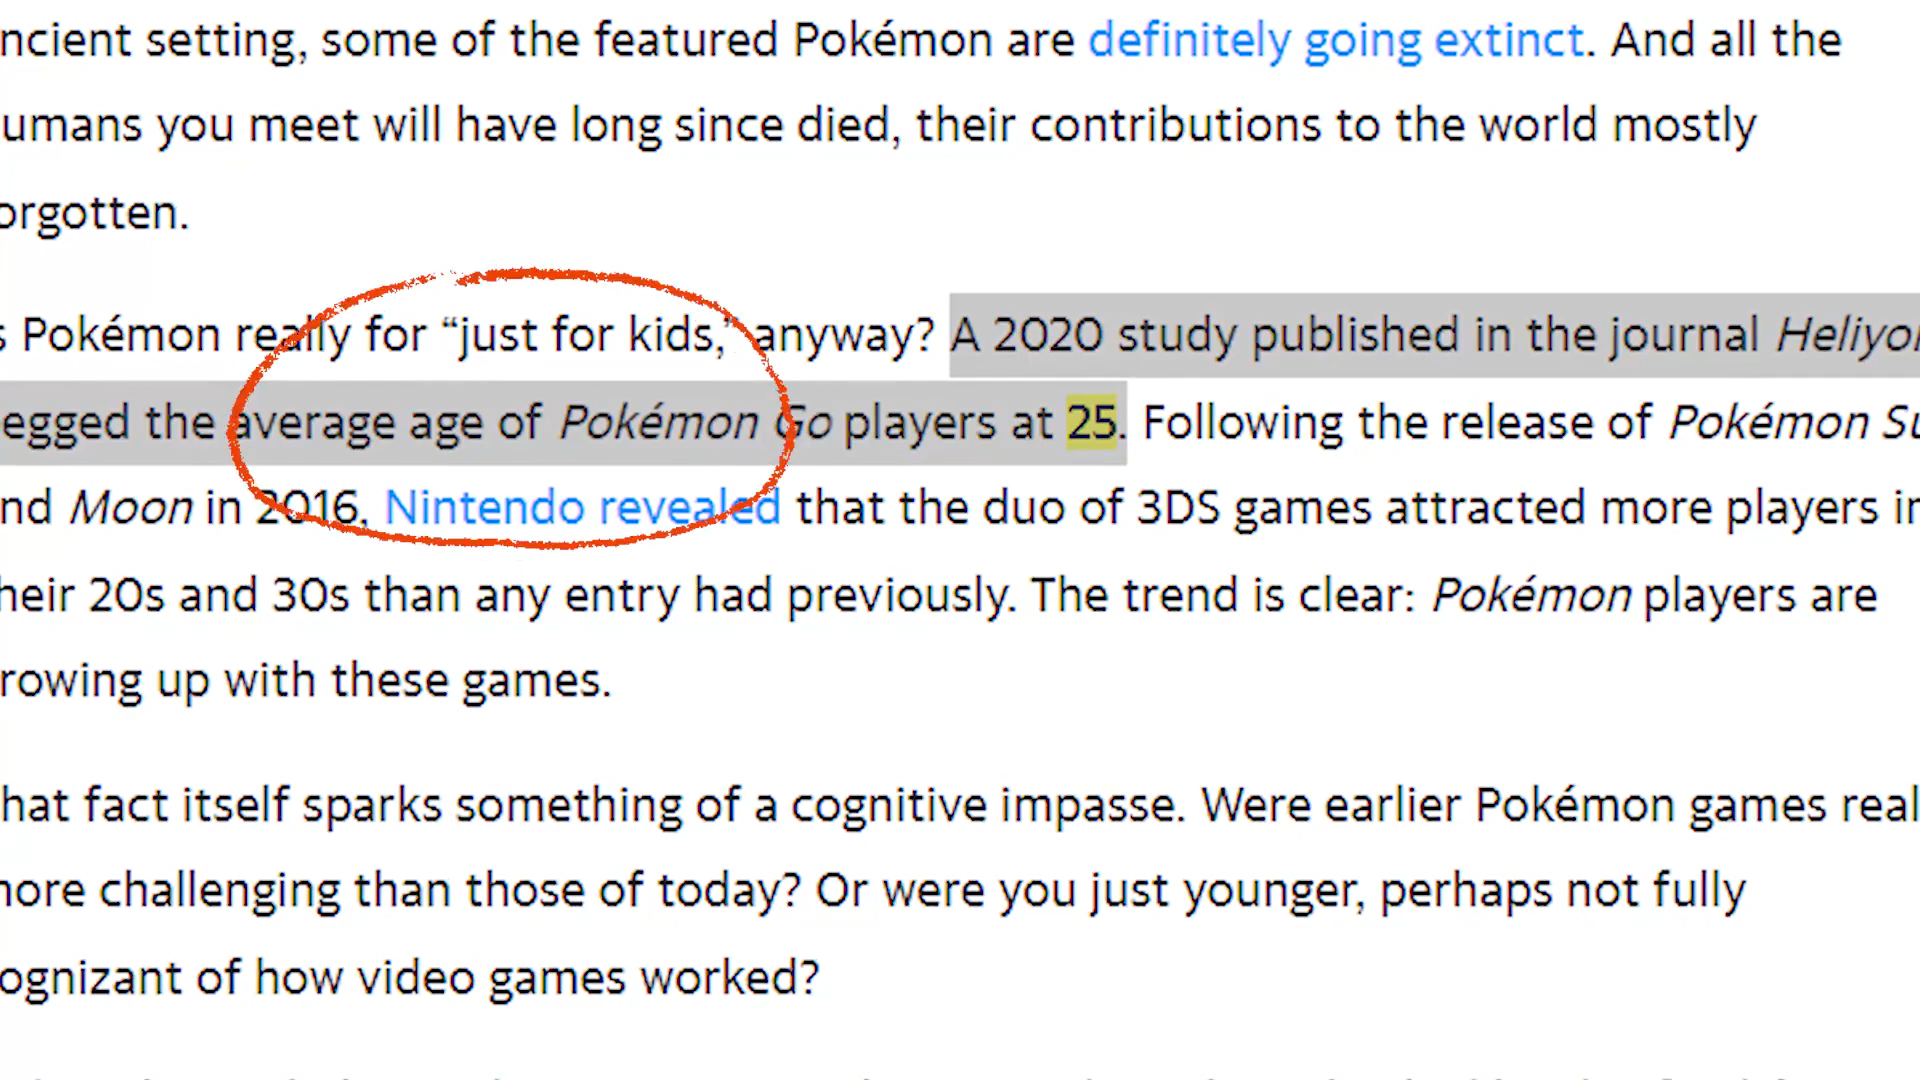 ncient setting, some of the featured Pokémon are definitely going extinct. And all the
umans you meet will have long since died, their contributions to the world mostly
orgotten.
s Pokémon really for “just for kids,” anyway? A 2020 study published in the journal Heliyon
egged the average age of Pokémon Go players at 25. Following the release of Pokémon Su
nd Moon in 2016, Nintendo revealed that the duo of 3DS games attracted more players in
heir 20s and 30s than any entry had previously. The trend is clear: Pokémon players are
rowing up with these games.
hat fact itself sparks something of a cognitive impasse. Were earlier Pokémon games real
more challenging than those of today? Or were you just younger, perhaps not fully
ognizant of how video games worked?